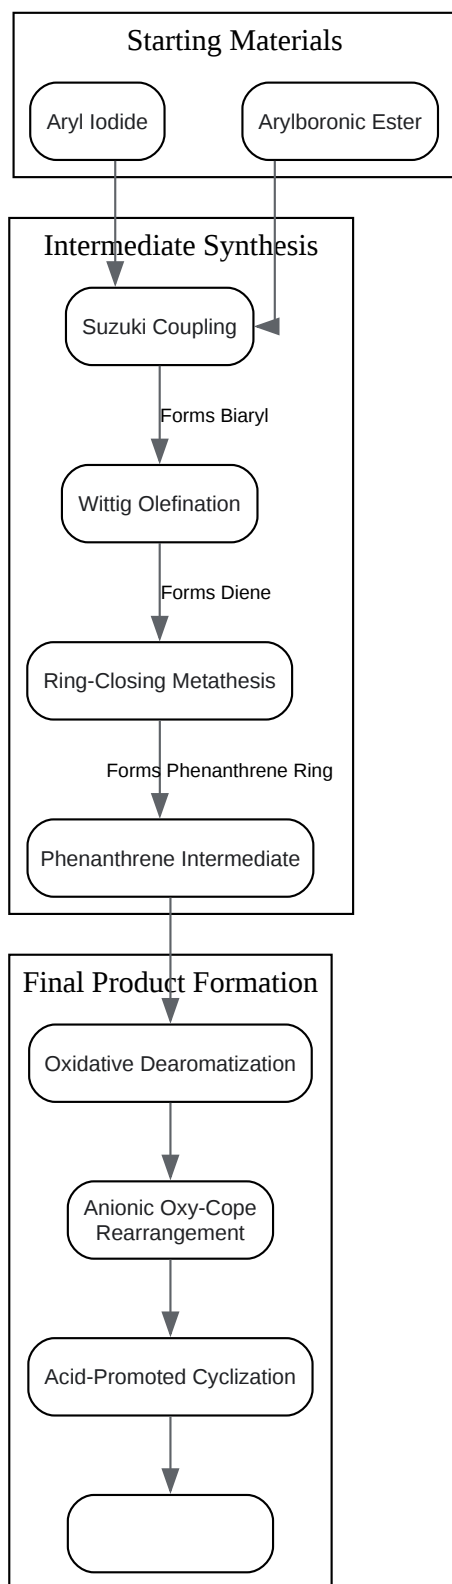 Starting Materials
Aryl Iodide
Arylboronic Ester
Intermediate Synthesis
Suzuki Coupling
Forms Biaryl
Wittig Olefination
Forms Diene
Ring-Closing Metathesis
Forms Phenanthrene Ring
Phenanthrene Intermediate
Final Product Formation
Oxidative Dearomatization
Anionic Oxy-Cope
Rearrangement
Acid-Promoted Cyclization